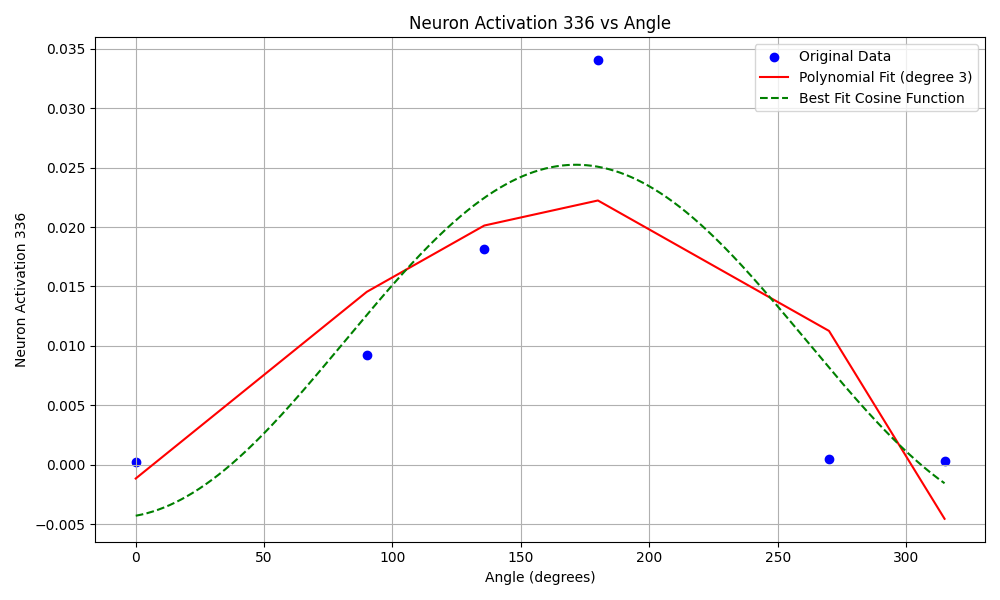 Neuron Activation 336 vs Angle
Original Data
Polynomial Fit (degree 3)
Best Fit Cosine Function
0.035
0.030
0.025
0.020
0.015
0.010
0.005
0.000
−0.005
Neuron Activation 336
0 50 100 150 200 250 300
Angle (degrees)